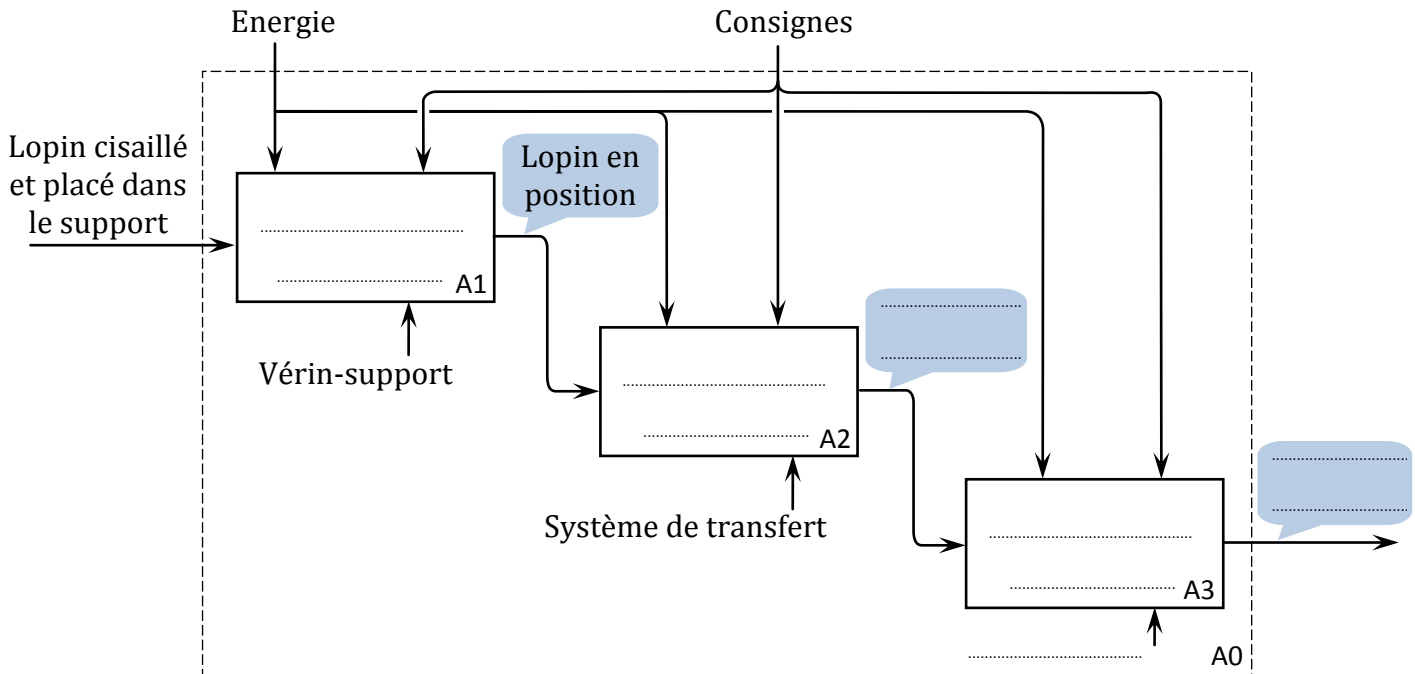 Energie
Consignes
Lopin cisaillé
et placé dans
le support
Lopin en
position
A1
Vérin-support
A2
Système de transfert
A3
A0